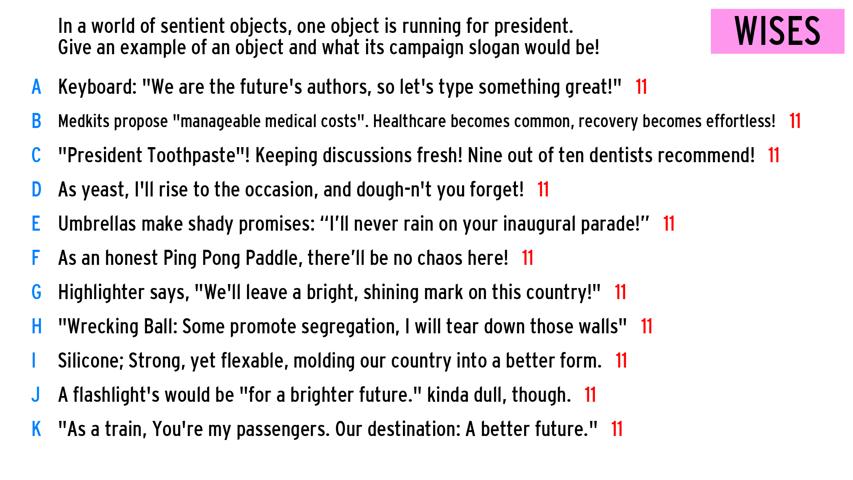 In a world of sentient objects, one object is running for president.
WISES
Give an example of an object and what its campaign slogan would be!
A Keyboard: "We are the future's authors, so let's type something great!" 11
B Medkits propose "manageable medical costs". Healthcare becomes common, recovery becomes effortless! 11
C "President Toothpaste"! Keeping discussions fresh! Nine out of ten dentists recommend! 11
D As yeast, I'll rise to the occasion, and dough-n't you forget! 11
E Umbrellas make shady promises: “I’ll never rain on your inaugural parade!” 11
F As an honest Ping Pong Paddle, there’ll be no chaos here! 11
G Highlighter says, "We'll leave a bright, shining mark on this country!" 11
H "Wrecking Ball: Some promote segregation, I will tear down those walls" 11
I Silicone; Strong, yet flexable, molding our country into a better form. 11
J A flashlight's would be "for a brighter future." kinda dull, though. 11
K "As a train, You're my passengers. Our destination: A better future." 11